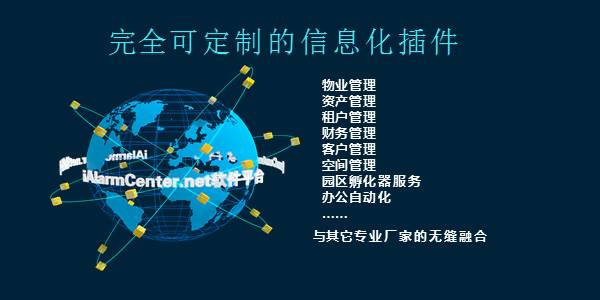 完全可定制的信息化插件
物业管理
资产管理
租户管理
财务管理
客户管理
空间管理
园区孵化器服务
办公自动化
......
与其它专业厂家的无缝融合
iAlarmCenter.net软件平台